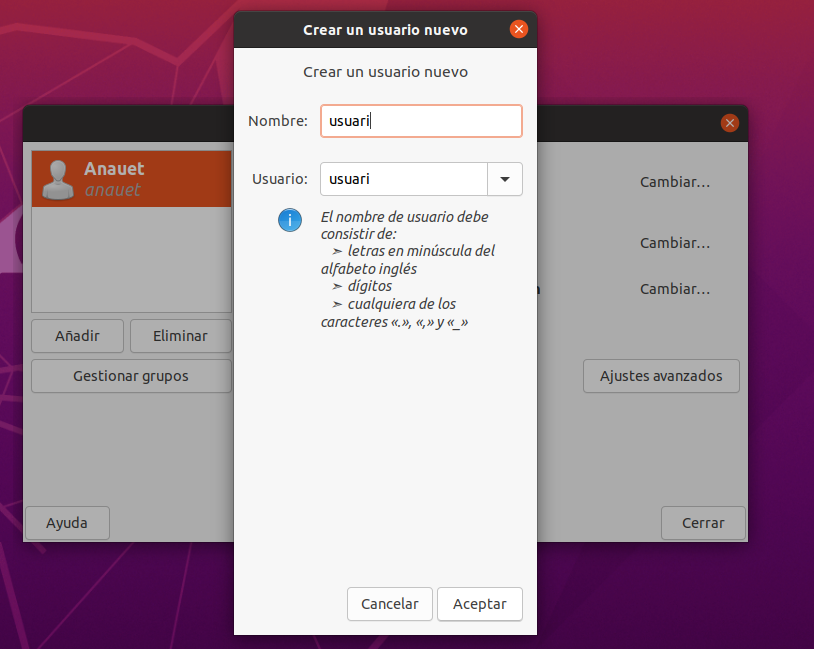 Crear un usuario nuevo
Crear un usuario nuevo
Nombre: usuari
Usuario: usuari
El nombre de usuario debe
consistir de:
➣ letras en minúscula del
alfabeto inglés
➣ dígitos
➣ cualquiera de los
caracteres «.», «,» y «_»
Cancelar Aceptar
Anauet
anauet
Añadir Eliminar
Gestionar grupos
Ayuda
Cambiar...
Cambiar...
Cambiar...
Ajustes avanzados
Cerrar